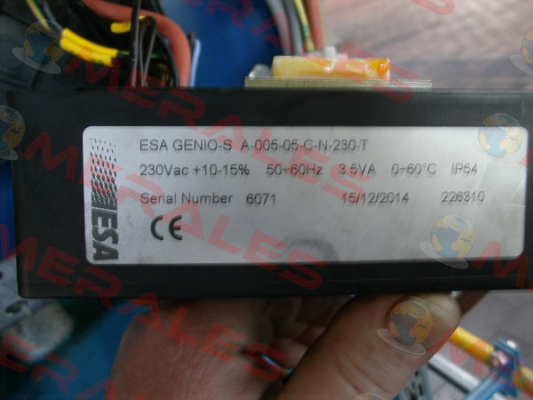 ESA GENIO-S A-005-05-C-N-230-T
230Vac +10-15% 50÷60Hz 3.5VA 0÷60°C IP54
Serial Number 6071 15/12/2014 226310
CE
ESA
MERALES